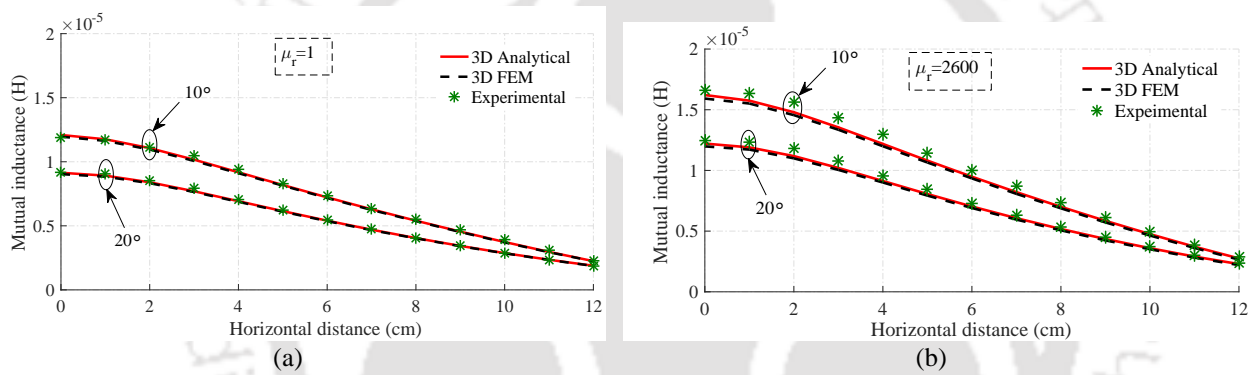 2
×10⁻⁵
μr=1
10°
3D Analytical
3D FEM
Experimental
1.5
1
0.5
0
20°
Mutual inductance (H)
0 2 4 6 8 10 12
Horizontal distance (cm)
(a)
2
×10⁻⁵
10°
μr=2600
3D Analytical
3D FEM
Experimental
1.5
1
0.5
0
20°
Mutual inductance (H)
0 2 4 6 8 10 12
Horizontal distance (cm)
(b)